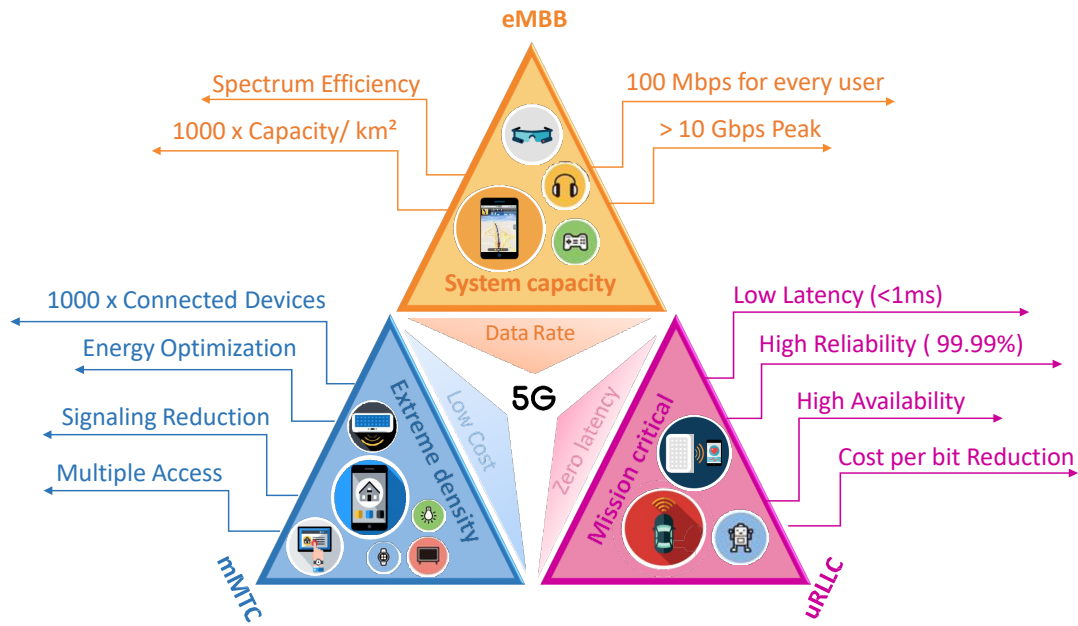 eMBB
Spectrum Efficiency
100 Mbps for every user
1000 x Capacity/ km²
> 10 Gbps Peak
System capacity
1000 x Connected Devices
Energy Optimization
Signaling Reduction
Multiple Access
Data Rate
5G
Low Cost
Zero latency
Extreme density
Mission critical
Low Latency (<1ms)
High Reliability ( 99.99%)
High Availability
Cost per bit Reduction
mMTC
uRLLC